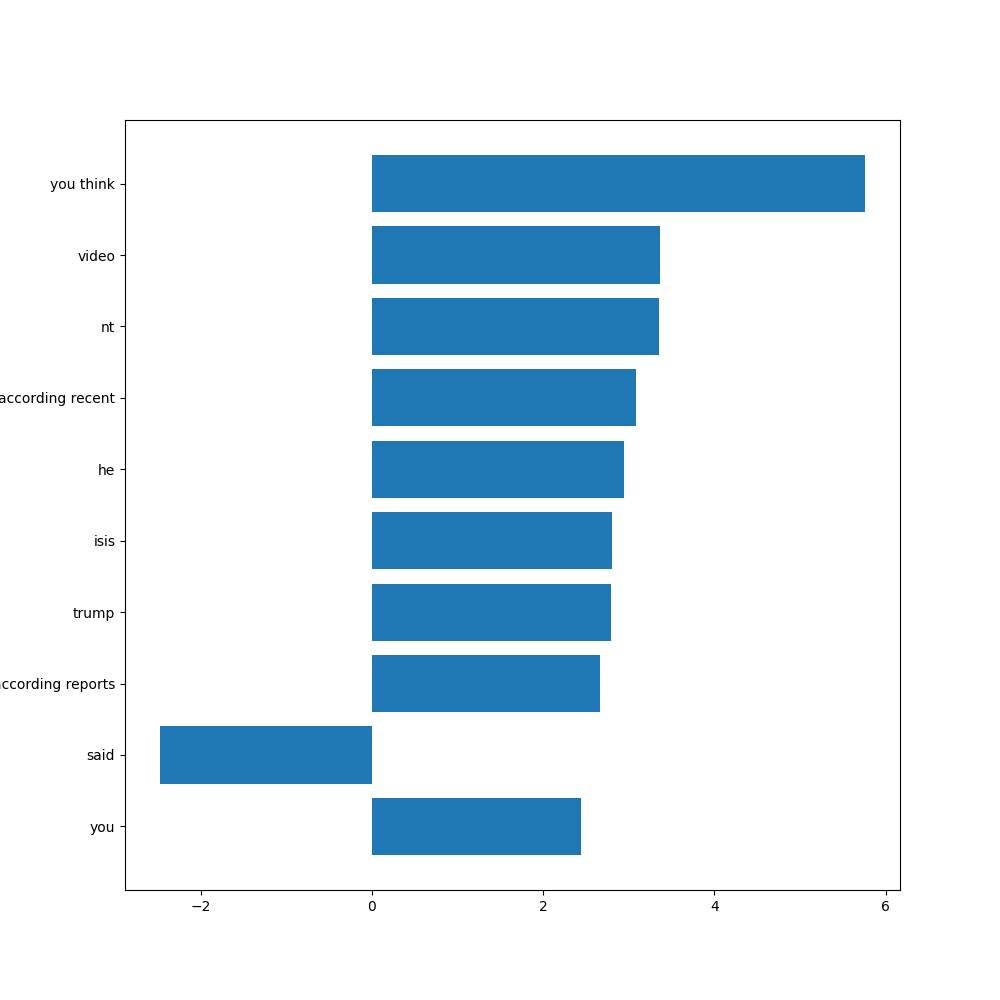 you think
video
nt
according recent
he
isis
trump
according reports
said
you
−2 0 2 4 6